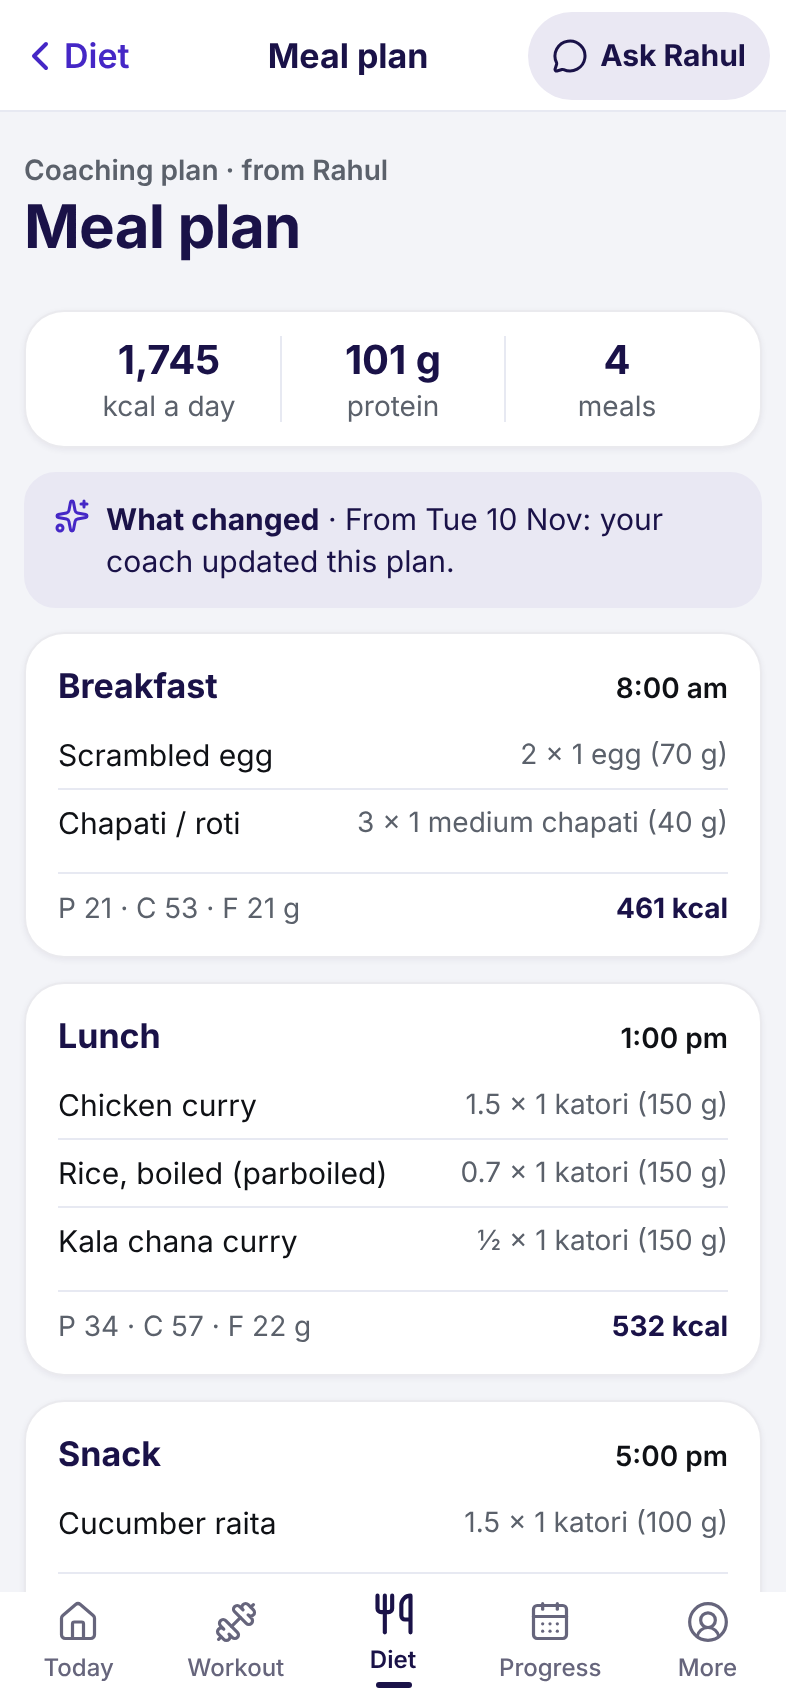 Diet
Meal plan
Ask Rahul
Coaching plan · from Rahul
Meal plan
1,745
kcal a day
101 g
protein
4
meals
What changed · From Tue 10 Nov: your
coach updated this plan.
Breakfast
8:00 am
Scrambled egg
2 × 1 egg (70 g)
Chapati / roti
3 × 1 medium chapati (40 g)
P 21 · C 53 · F 21 g
461 kcal
Lunch
1:00 pm
Chicken curry
1.5 × 1 katori (150 g)
Rice, boiled (parboiled)
0.7 × 1 katori (150 g)
Kala chana curry
½ × 1 katori (150 g)
P 34 · C 57 · F 22 g
532 kcal
Snack
5:00 pm
Cucumber raita
1.5 × 1 katori (100 g)
Today
Workout
Diet
Progress
More